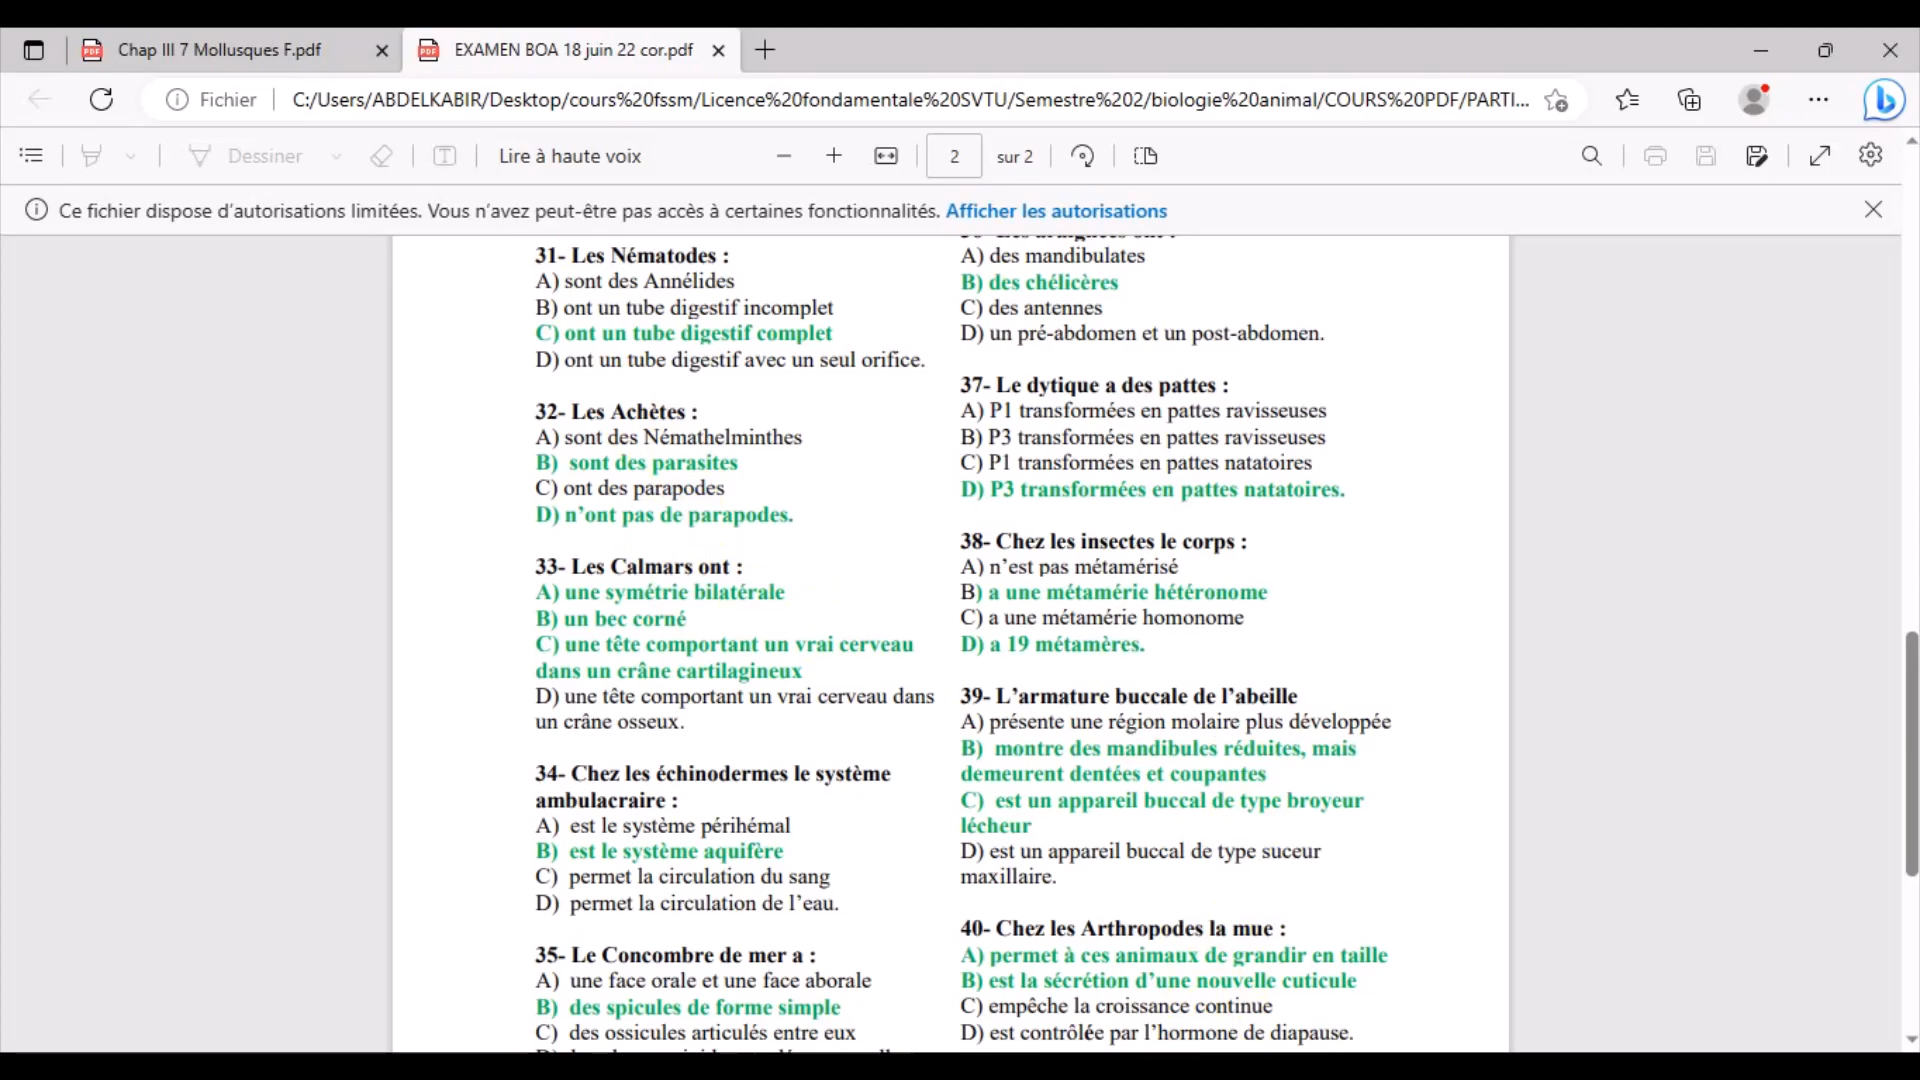 Chap III 7 Mollusques F.pdf
EXAMEN BOA 18 juin 22 cor.pdf
Fichier
C:/Users/ABDELKABIR/Desktop/cours%20fssm/Licence%20fondamentale%20SVTU/Semestre%202/biologie%20animal/COURS%20PDF/PARTI...
Dessiner
Lire à haute voix
2 sur 2
Ce fichier dispose d'autorisations limitées. Vous n'avez peut-être pas accès à certaines fonctionnalités. Afficher les autorisations
31- Les Nématodes :
A) sont des Annélides
B) ont un tube digestif incomplet
C) ont un tube digestif complet
D) ont un tube digestif avec un seul orifice.
32- Les Achètes :
A) sont des Némathelminthes
B) sont des parasites
C) ont des parapodes
D) n'ont pas de parapodes.
33- Les Calmars ont :
A) une symétrie bilatérale
B) un bec corné
C) une tête comportant un vrai cerveau
dans un crâne cartilagineux
D) une tête comportant un vrai cerveau dans
un crâne osseux.
34- Chez les échinodermes le système
ambulacraire :
A) est le système périhémal
B) est le système aquifère
C) permet la circulation du sang
D) permet la circulation de l'eau.
35- Le Concombre de mer a :
A) une face orale et une face aborale
B) des spicules de forme simple
C) des ossicules articulés entre eux
A) des mandibulates
B) des chélicères
C) des antennes
D) un pré-abdomen et un post-abdomen.
37- Le dytique a des pattes :
A) P1 transformées en pattes ravisseuses
B) P3 transformées en pattes ravisseuses
C) P1 transformées en pattes natatoires
D) P3 transformées en pattes natatoires.
38- Chez les insectes le corps :
A) n'est pas métamérisé
B) a une métamérie hétéronome
C) a une métamérie homonome
D) a 19 métamères.
39- L'armature buccale de l'abeille
A) présente une région molaire plus développée
B) montre des mandibules réduites, mais
demeurent dentées et coupantes
C) est un appareil buccal de type broyeur
lécheur
D) est un appareil buccal de type suceur
maxillaire.
40- Chez les Arthropodes la mue :
A) permet à ces animaux de grandir en taille
B) est la sécrétion d'une nouvelle cuticule
C) empêche la croissance continue
D) est contrôlée par l'hormone de diapause.